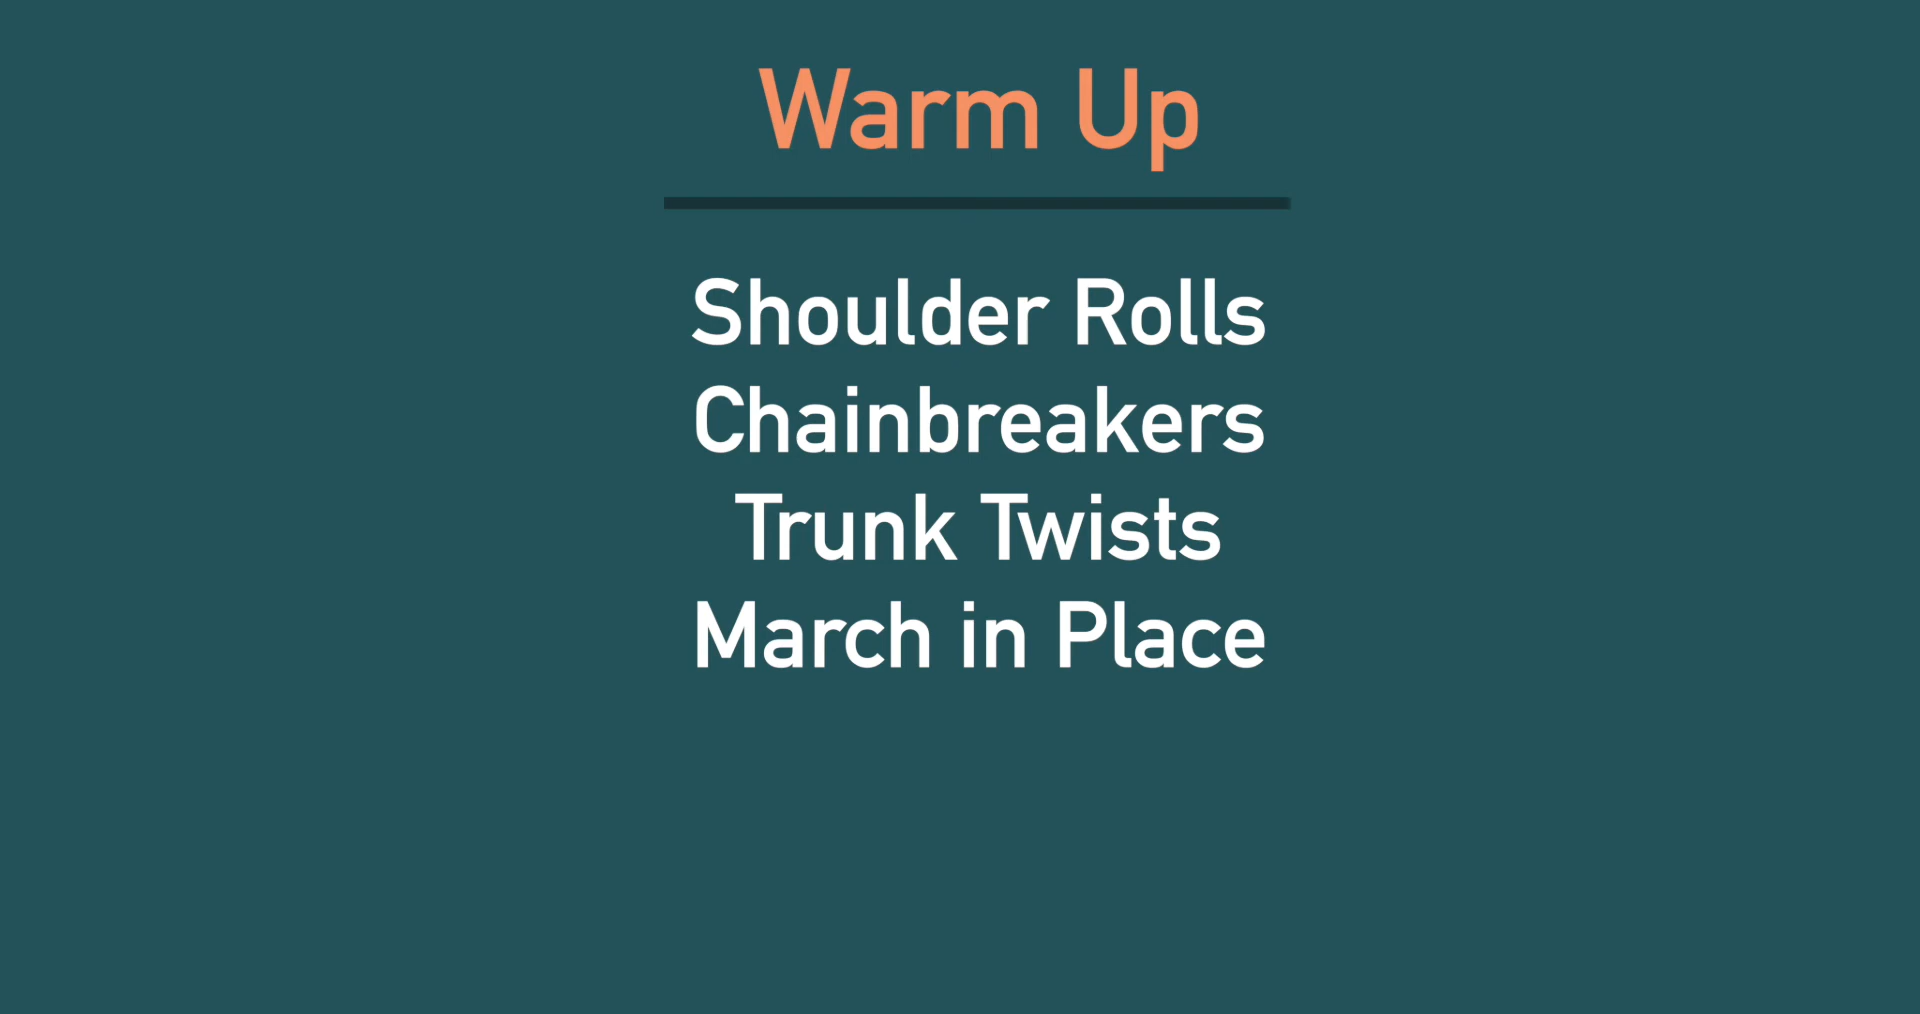 Warm Up
Shoulder Rolls
Chainbreakers
Trunk Twists
March in Place